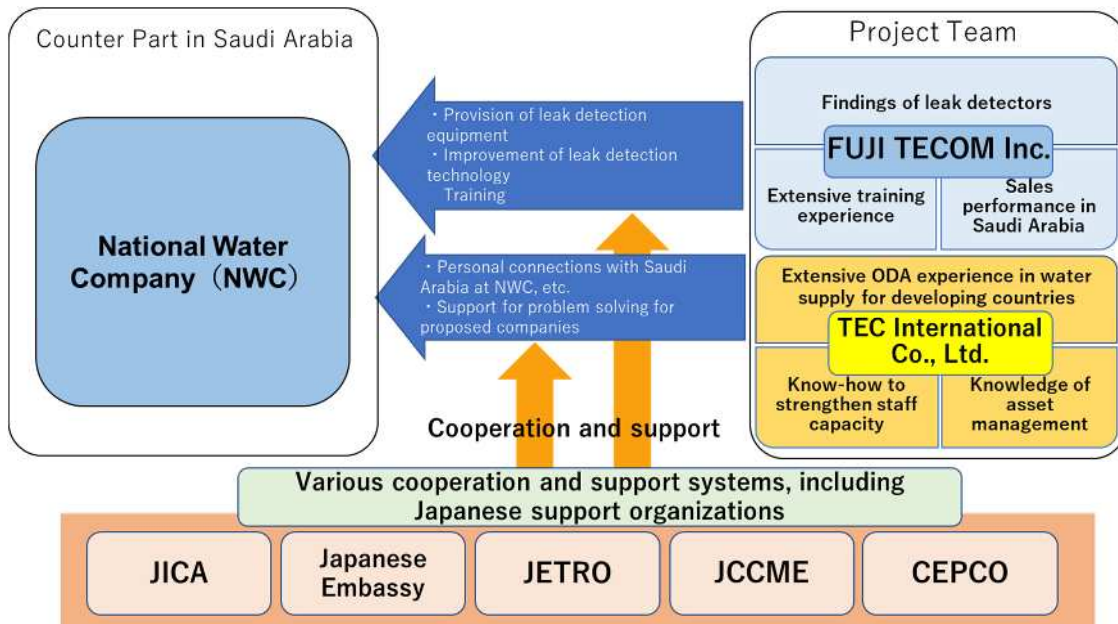 Counter Part in Saudi Arabia
National Water
Company（NWC）
・Provision of leak detection
equipment
・Improvement of leak detection
technology
Training
・Personal connections with Saudi
Arabia at NWC, etc.
・Support for problem solving for
proposed companies
Project Team
Findings of leak detectors
FUJI TECOM Inc.
Extensive training
experience
Sales
performance in
Saudi Arabia
Extensive ODA experience in water
supply for developing countries
TEC International
Co., Ltd.
Know-how to
strengthen staff
capacity
Knowledge of
asset
management
Cooperation and support
Various cooperation and support systems, including
Japanese support organizations
JICA
Japanese
Embassy
JETRO
JCCME
CEPCO